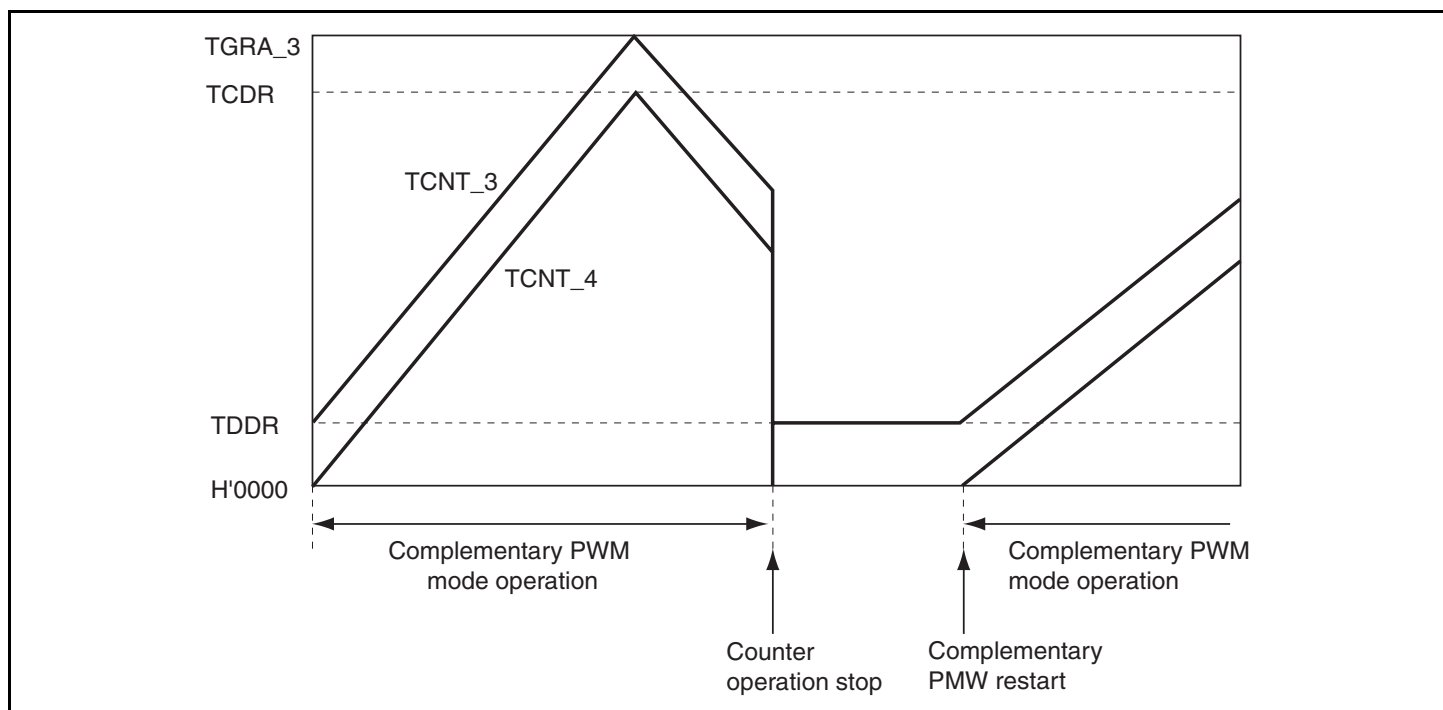 TGRA_3
TCDR
TCNT_3
TCNT_4
TDDR
H'0000
Complementary PWM
mode operation
Complementary PWM
mode operation
Counter
operation stop
Complementary
PMW restart